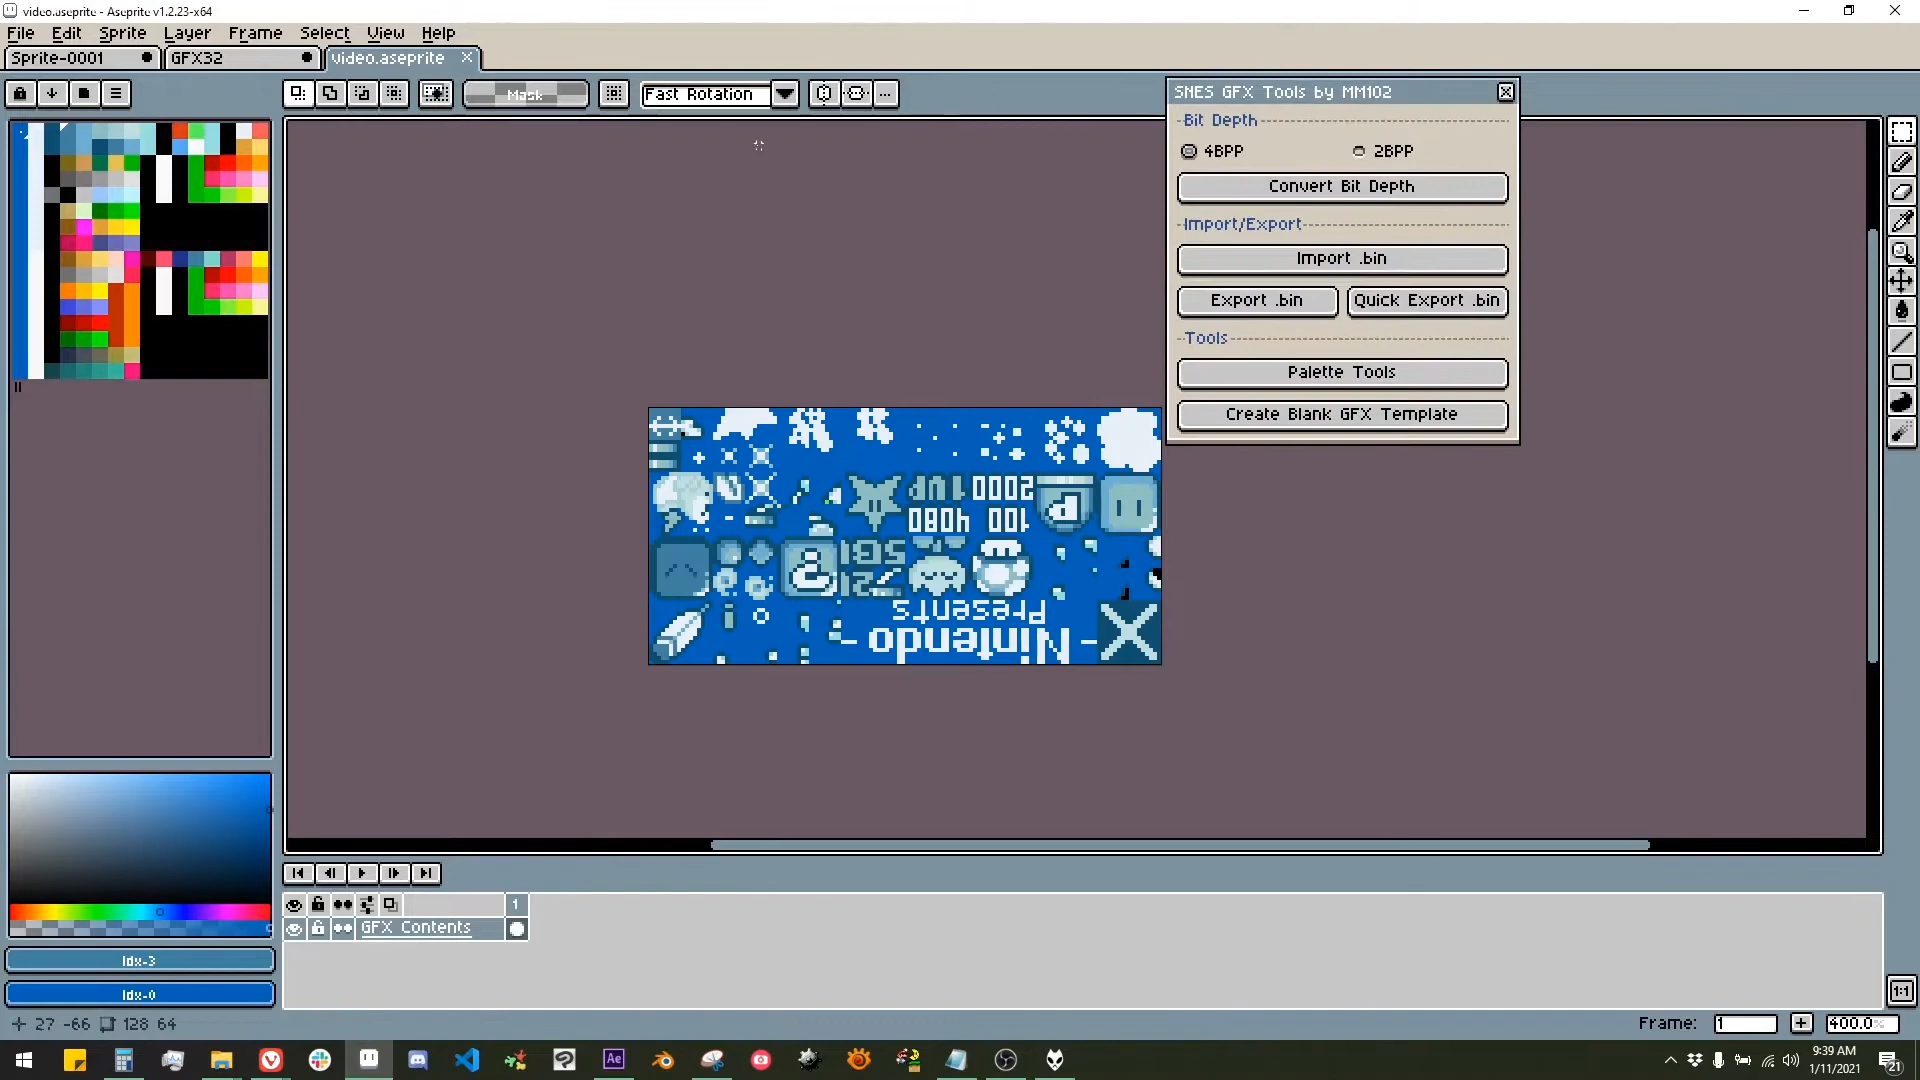 video.aseprite - Aseprite v1.2.23-x64
File Edit Sprite Layer Frame Select View Help
Sprite-0001 GFX32 video.aseprite
Mask Fast Rotation
SNES GFX Tools by MM102
Bit Depth
4BPP 2BPP
Convert Bit Depth
Import/Export
Import .bin
Export .bin Quick Export .bin
Tools
Palette Tools
Create Blank GFX Template
1UP 2000
100 4080
Presents
-Nintendo-
1
GFX Contents
Idx-3
Idx-0
27 -66 128 64
Frame: 1 400.0%
1:1
Ae
9:39 AM
1/11/2021
21